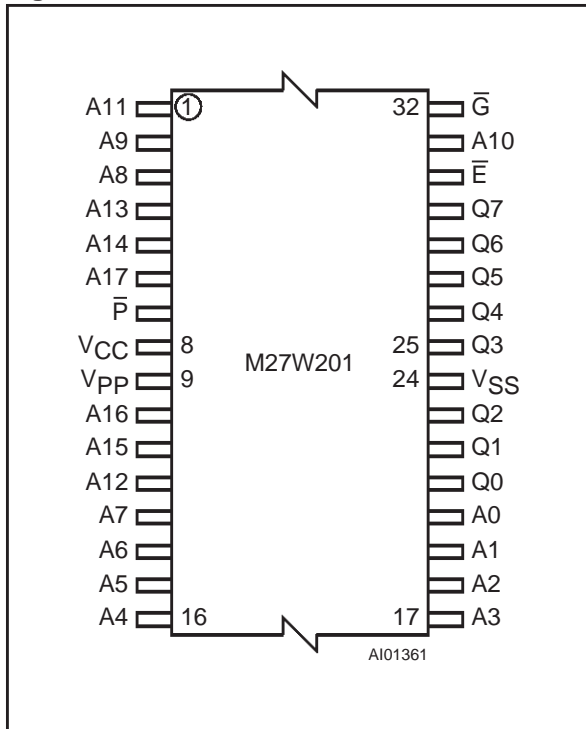 A11 1 32 G̅
A9 A10
A8 E̅
A13 Q7
A14 Q6
A17 Q5
P̅ Q4
VCC 8 25 Q3
M27W201
VPP 9 24 VSS
A16 Q2
A15 Q1
A12 Q0
A7 A0
A6 A1
A5 A2
A4 16 17 A3
AI01361